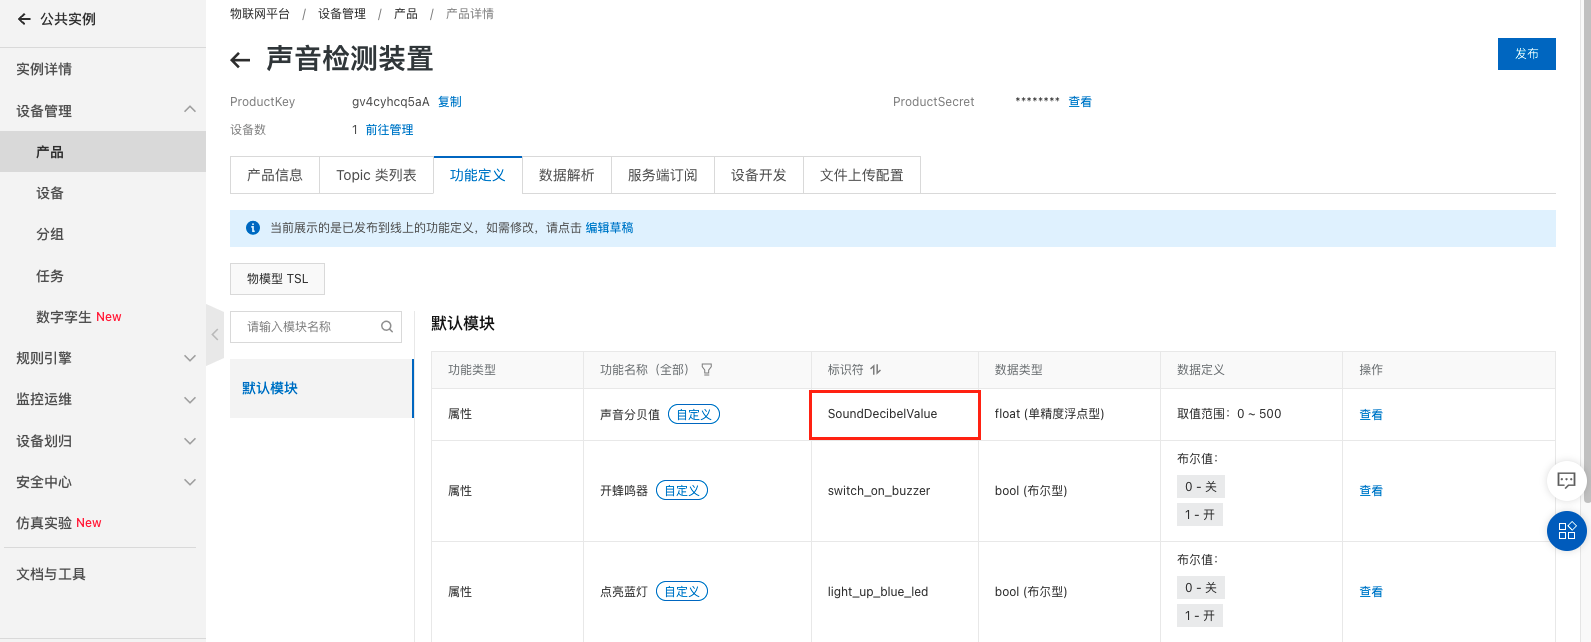 公共实例
实例详情
设备管理
产品
设备
分组
任务
数字孪生 New
规则引擎
监控运维
设备划归
安全中心
仿真实验 New
文档与工具
物联网平台 / 设备管理 / 产品 / 产品详情
声音检测装置
发布
ProductKey gv4cyhcq5aA 复制 ProductSecret ******** 查看
设备数 1 前往管理
产品信息 Topic 类列表 功能定义 数据解析 服务端订阅 设备开发 文件上传配置
当前展示的是已发布到线上的功能定义，如需修改，请点击 编辑草稿
物模型 TSL
请输入模块名称
默认模块
默认模块
功能类型 功能名称（全部） 标识符 数据类型 数据定义 操作
属性 声音分贝值 自定义 SoundDecibelValue float (单精度浮点型) 取值范围：0 ~ 500 查看
属性 开蜂鸣器 自定义 switch_on_buzzer bool (布尔型) 布尔值：
0 - 关
1 - 开
查看
属性 点亮蓝灯 自定义 light_up_blue_led bool (布尔型) 布尔值：
0 - 关
1 - 开
查看